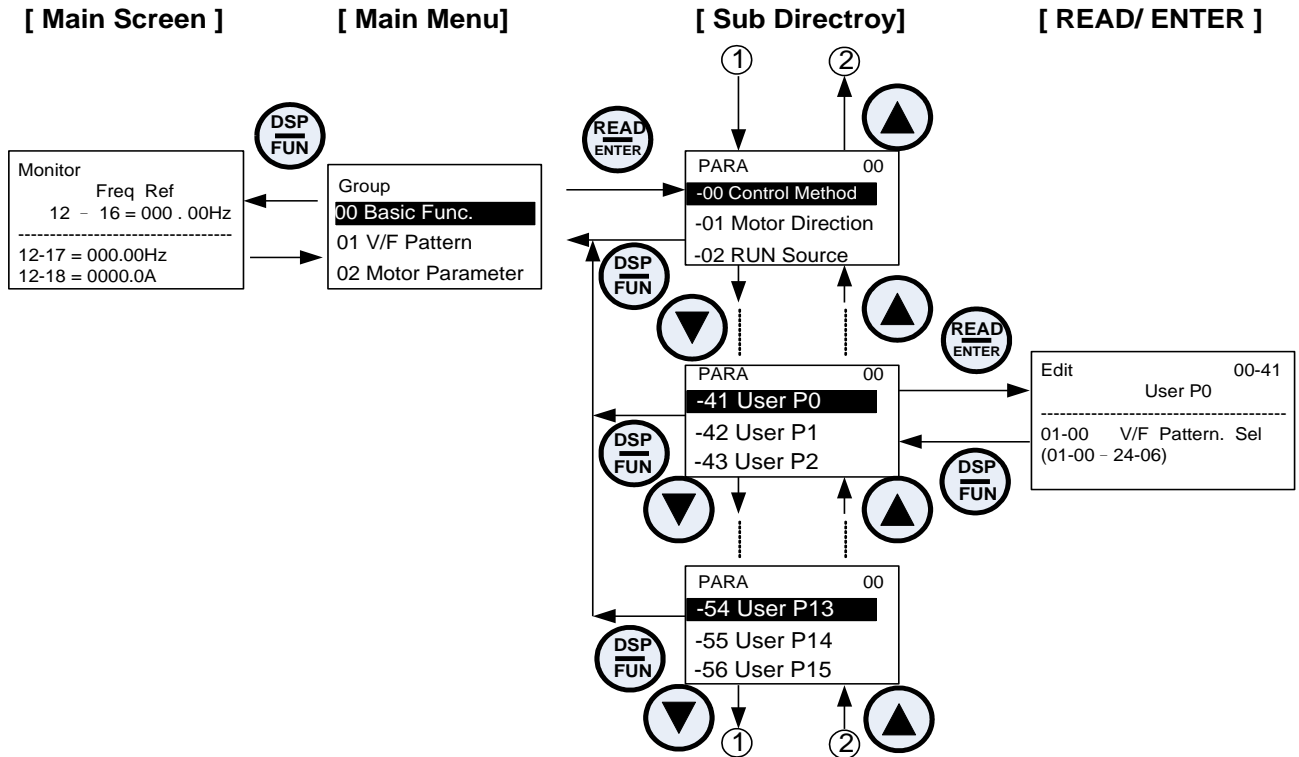 [ Main Screen ]
[ Main Menu]
[ Sub Directroy]
[ READ/ ENTER ]
1
2
DSP
FUN
READ
ENTER
Monitor
Freq Ref
12 - 16 = 000 . 00Hz
-----------------------------------
12-17 = 000.00Hz
12-18 = 0000.0A
Group
00 Basic Func.
01 V/F Pattern
02 Motor Parameter
PARA 00
-00 Control Method
-01 Motor Direction
-02 RUN Source
DSP
FUN
READ
ENTER
PARA 00
-41 User P0
-42 User P1
-43 User P2
DSP
FUN
Edit 00-41
User P0
----------------------------------------
01-00 V/F Pattern. Sel
(01-00 - 24-06)
DSP
FUN
PARA 00
-54 User P13
-55 User P14
-56 User P15
DSP
FUN
1
2